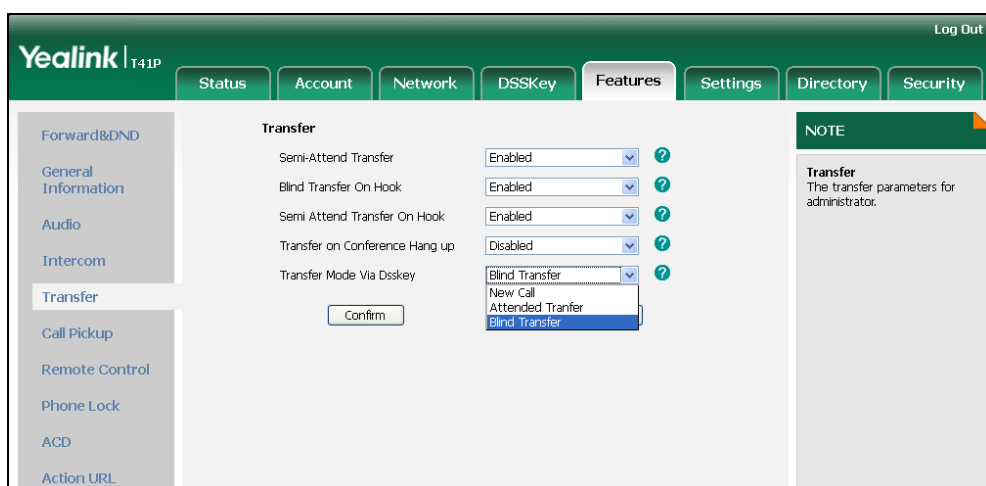 Log Out
Yealink | T41P
Status Account Network DSSKey Features Settings Directory Security
Forward&DND
General
Information
Audio
Intercom
Transfer
Call Pickup
Remote Control
Phone Lock
ACD
Action URL
Transfer
Semi-Attend Transfer Enabled ?
Blind Transfer On Hook Enabled ?
Semi Attend Transfer On Hook Enabled ?
Transfer on Conference Hang up Disabled ?
Transfer Mode Via Dsskey Blind Transfer ?
New Call
Attended Tranfer
Blind Transfer
Confirm
NOTE
Transfer
The transfer parameters for
administrator.